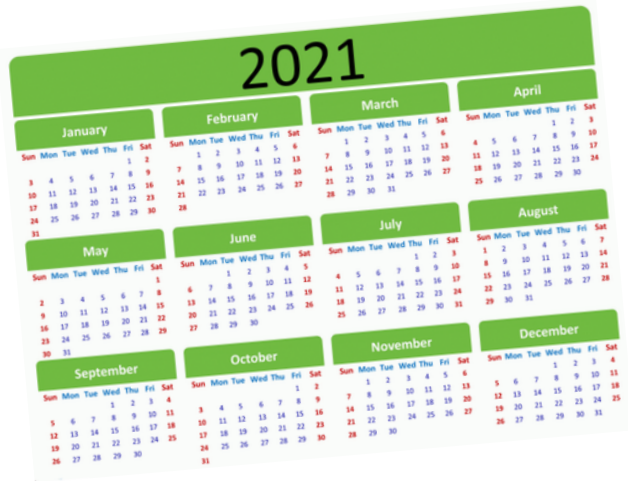 2021
January
Sun Mon Tue Wed Thu Fri Sat
1 2
3 4 5 6 7 8 9
10 11 12 13 14 15 16
17 18 19 20 21 22 23
24 25 26 27 28 29 30
31
February
Sun Mon Tue Wed Thu Fri Sat
1 2 3 4 5 6
7 8 9 10 11 12 13
14 15 16 17 18 19 20
21 22 23 24 25 26 27
28
March
Sun Mon Tue Wed Thu Fri Sat
1 2 3 4 5 6
7 8 9 10 11 12 13
14 15 16 17 18 19 20
21 22 23 24 25 26 27
28 29 30 31
April
Sun Mon Tue Wed Thu Fri Sat
1 2 3
4 5 6 7 8 9 10
11 12 13 14 15 16 17
18 19 20 21 22 23 24
25 26 27 28 29 30
May
Sun Mon Tue Wed Thu Fri Sat
1
2 3 4 5 6 7 8
9 10 11 12 13 14 15
16 17 18 19 20 21 22
23 24 25 26 27 28 29
30 31
June
Sun Mon Tue Wed Thu Fri Sat
1 2 3 4 5
6 7 8 9 10 11 12
13 14 15 16 17 18 19
20 21 22 23 24 25 26
27 28 29 30
July
Sun Mon Tue Wed Thu Fri Sat
1 2 3
4 5 6 7 8 9 10
11 12 13 14 15 16 17
18 19 20 21 22 23 24
25 26 27 28 29 30 31
August
Sun Mon Tue Wed Thu Fri Sat
1 2 3 4 5 6 7
8 9 10 11 12 13 14
15 16 17 18 19 20 21
22 23 24 25 26 27 28
29 30 31
September
Sun Mon Tue Wed Thu Fri Sat
1 2 3 4
5 6 7 8 9 10 11
12 13 14 15 16 17 18
19 20 21 22 23 24 25
26 27 28 29 30
October
Sun Mon Tue Wed Thu Fri Sat
1 2
3 4 5 6 7 8 9
10 11 12 13 14 15 16
17 18 19 20 21 22 23
24 25 26 27 28 29 30
31
November
Sun Mon Tue Wed Thu Fri Sat
1 2 3 4 5 6
7 8 9 10 11 12 13
14 15 16 17 18 19 20
21 22 23 24 25 26 27
28 29 30
December
Sun Mon Tue Wed Thu Fri Sat
1 2 3 4
5 6 7 8 9 10 11
12 13 14 15 16 17 18
19 20 21 22 23 24 25
26 27 28 29 30 31